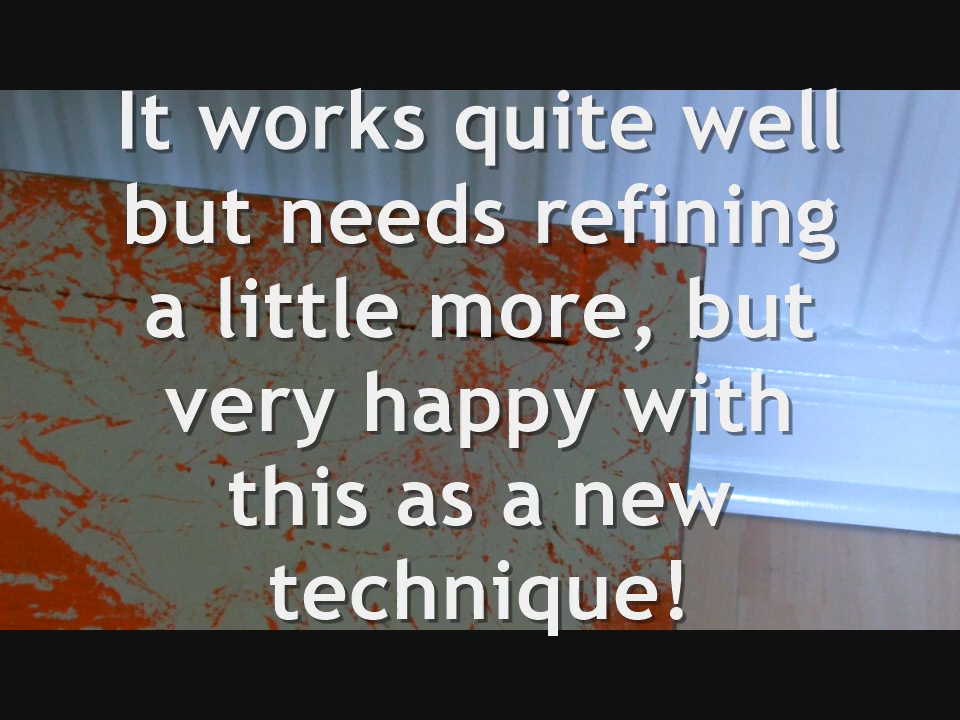 It works quite well
but needs refining
a little more, but
very happy with
this as a new
technique!